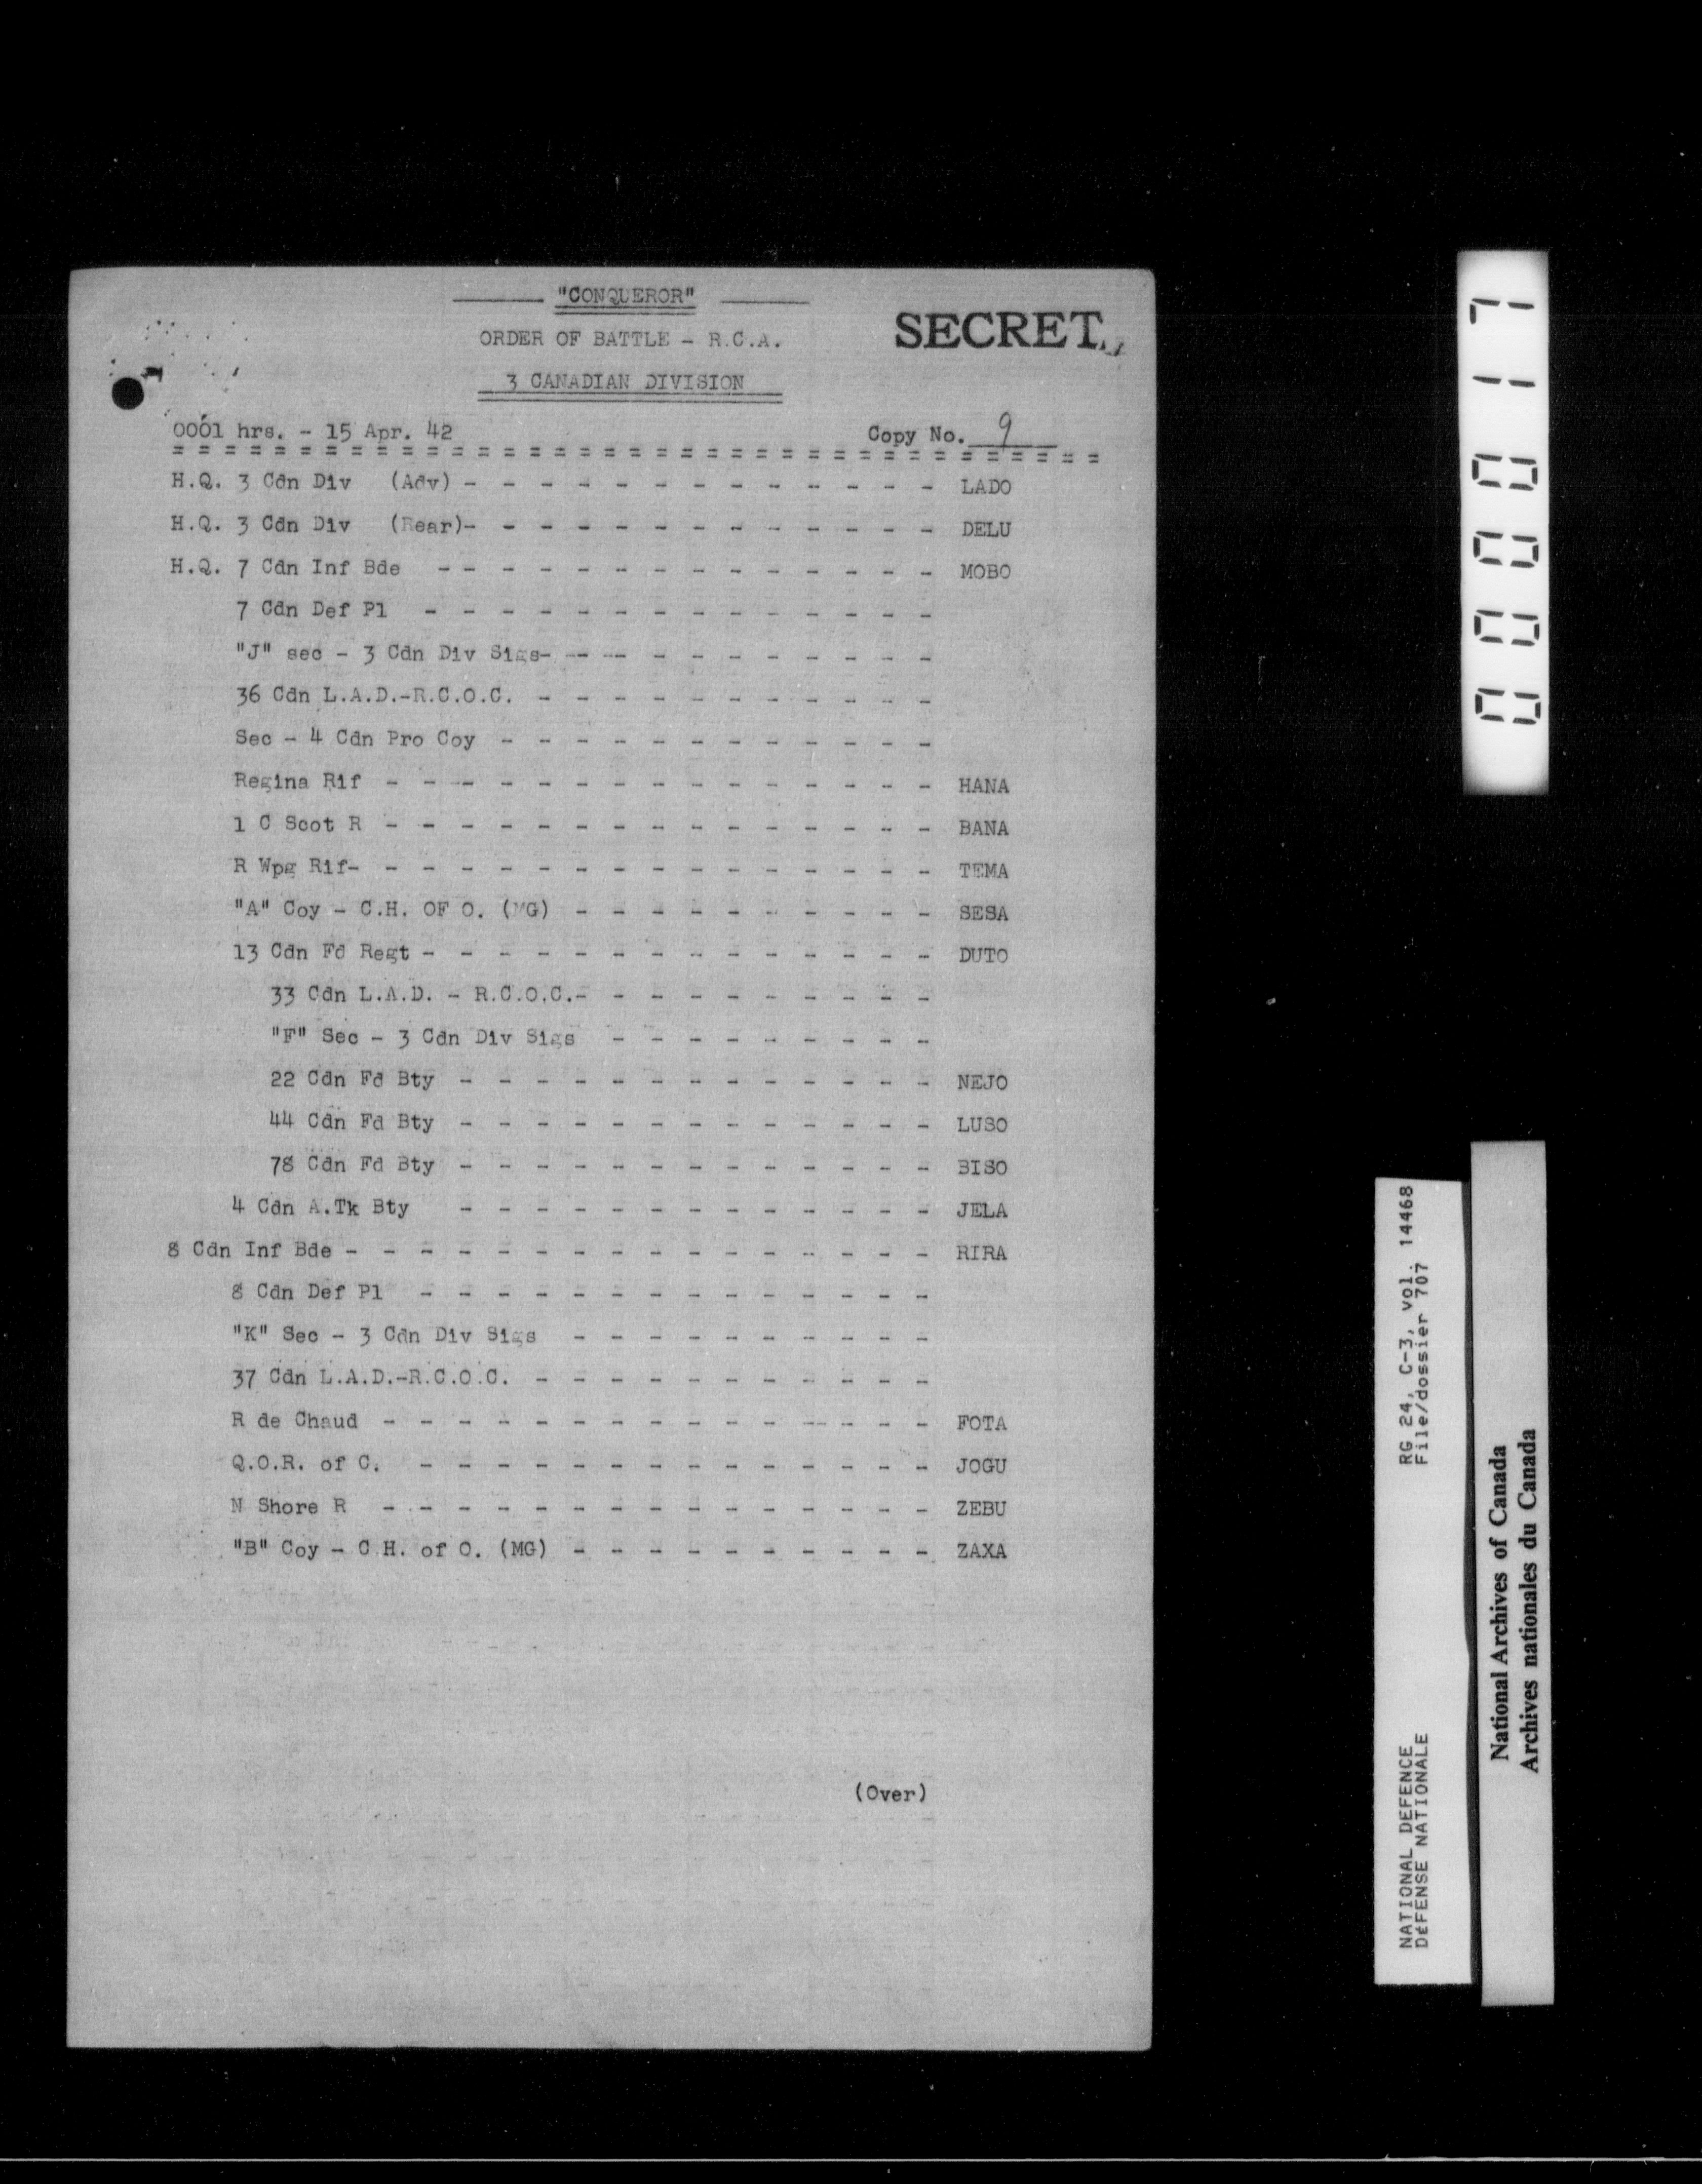 "CONQUEROR"
ORDER OF BATTLE - R.C.A.
SECRET
3 CANADIAN DIVISION
0001 hrs. - 15 Apr. 42
Copy No. 9
= = = = = = = = = = = = = = = = = = = = = = = = = = = = = = = = = = = = =
H.Q. 3 Cdn Div (Adv) - - - - - - - - - - - - - LADO
H.Q. 3 Cdn Div (Rear)- - - - - - - - - - - - - DELU
H.Q. 7 Cdn Inf Bde - - - - - - - - - - - - - - MOBO
7 Cdn Def Pl - - - - - - - - - - - - - -
"J" sec - 3 Cdn Div Sigs- - - - - - - - - - -
36 Cdn L.A.D.-R.C.O.C. - - - - - - - - - - -
Sec - 4 Cdn Pro Coy - - - - - - - - - - - -
Regina Rif - - - - - - - - - - - - - - - HANA
1 C Scot R - - - - - - - - - - - - - - - BANA
R Wpg Rif- - - - - - - - - - - - - - - - TEMA
"A" Coy - C.H. OF O. (MG) - - - - - - - - - - SESA
13 Cdn Fd Regt - - - - - - - - - - - - - - DUTO
33 Cdn L.A.D. - R.C.O.C.- - - - - - - - - -
"F" Sec - 3 Cdn Div Sigs - - - - - - - - -
22 Cdn Fd Bty - - - - - - - - - - - - - NEJO
44 Cdn Fd Bty - - - - - - - - - - - - - LUSO
78 Cdn Fd Bty - - - - - - - - - - - - - BISO
4 Cdn A.Tk Bty - - - - - - - - - - - - - JELA
8 Cdn Inf Bde - - - - - - - - - - - - - - - - RIRA
8 Cdn Def Pl - - - - - - - - - - - - - -
"K" Sec - 3 Cdn Div Sigs - - - - - - - - - -
37 Cdn L.A.D.-R.C.O.C. - - - - - - - - - - -
R de Chaud - - - - - - - - - - - - - - - FOTA
Q.O.R. of C. - - - - - - - - - - - - - - JOGU
N Shore R - - - - - - - - - - - - - - - ZEBU
"B" Coy - C.H. of O. (MG) - - - - - - - - - - ZAXA
(Over)
000017
RG 24, C-3, vol. 14468
File/dossier 707
NATIONAL DEFENCE
DéFENSE NATIONALE
National Archives of Canada
Archives nationales du Canada